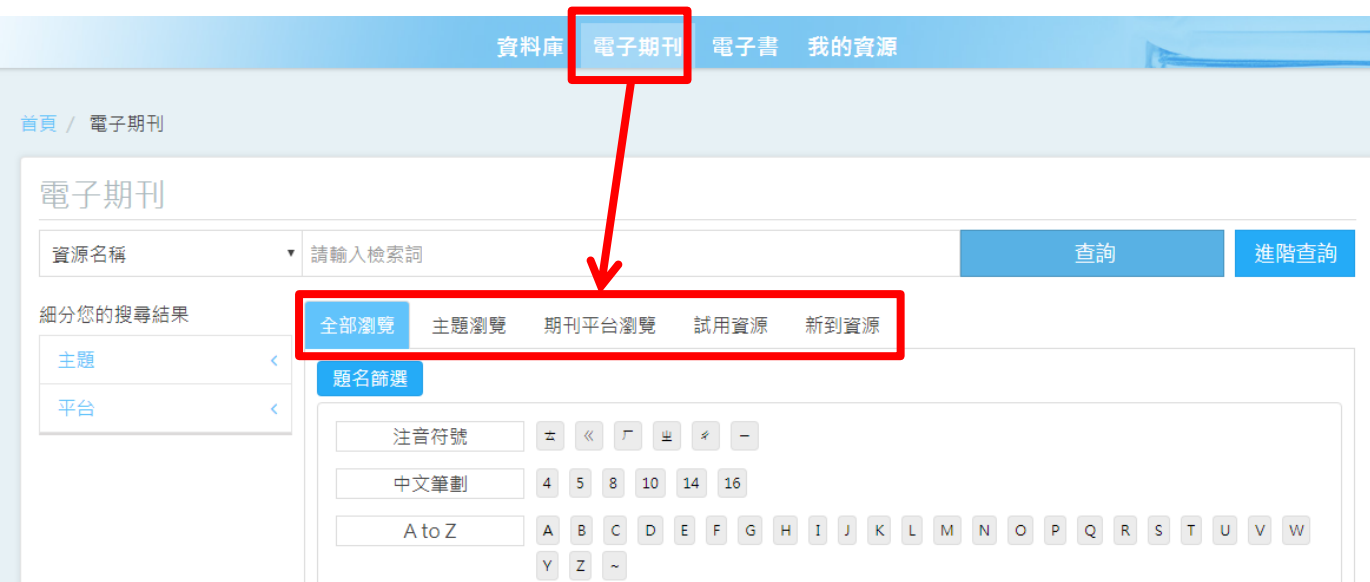 資料庫 電子期刊 電子書 我的資源
首頁 / 電子期刊
電子期刊
資源名稱 請輸入檢索詞 查詢 進階查詢
細分您的搜尋結果
主題
平台
全部瀏覽 主題瀏覽 期刊平台瀏覽 試用資源 新到資源
題名篩選
注音符號 ㄊ ㄍ ㄏ ㄓ ㄔ ㄧ
中文筆劃 4 5 8 10 14 16
A to Z A B C D E F G H I J K L M N O P Q R S T U V W
Y Z ~